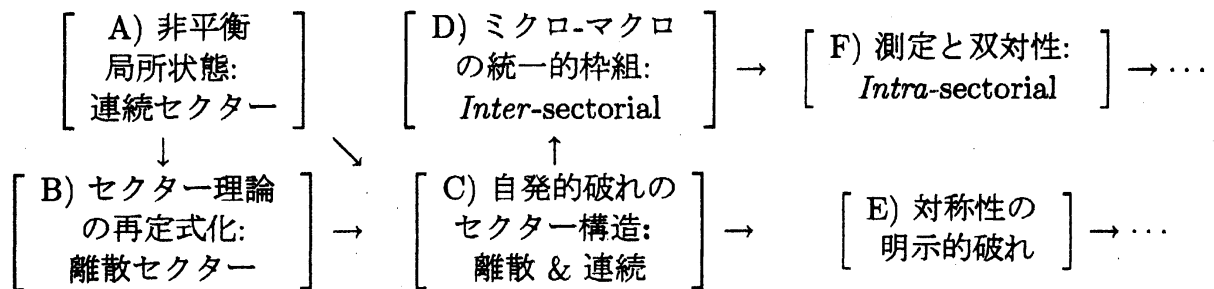 A) 非平衡
局所状態:
連続セクター
D) ミクロ-マクロ
の統一的枠組:
Inter-sectorial
→
F) 測定と双対性:
Intra-sectorial
→ ⋯
↓
↘
↑
B) セクター理論
の再定式化:
離散セクター
→
C) 自発的破れの
セクター構造:
離散 & 連続
→
E) 対称性の
明示的破れ
→ ⋯